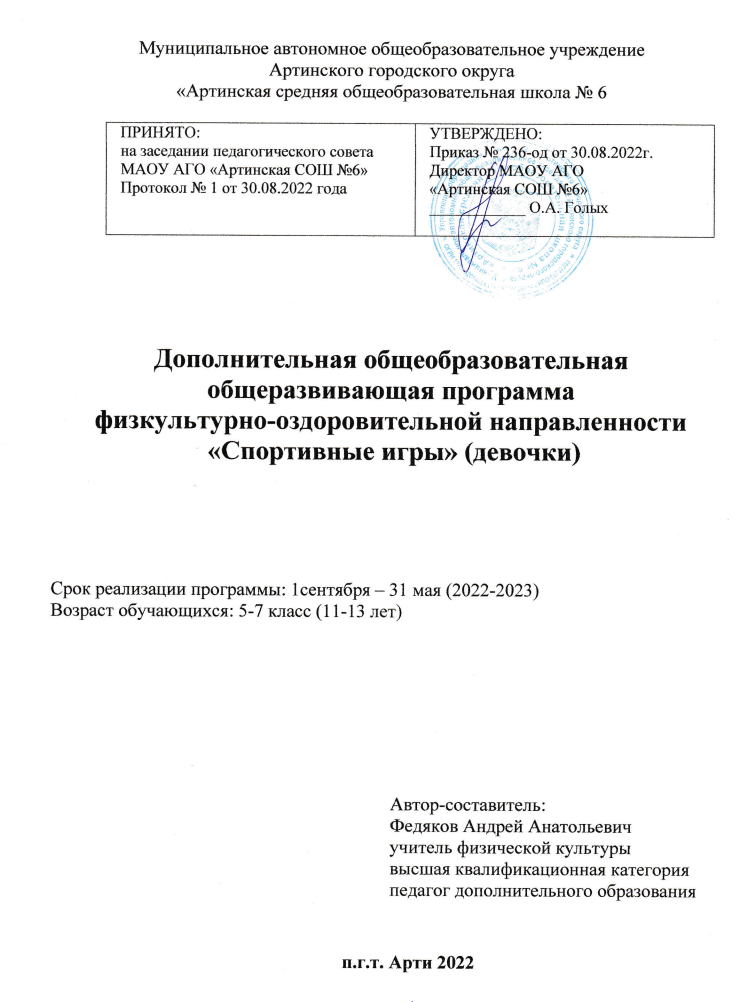 Муниципальное автономное общеобразовательное учреждение
Артинского городского округа
«Артинская средняя общеобразовательная школа № 6
ПРИНЯТО:
на заседании педагогического совета
МАОУ АГО «Артинская СОШ №6»
Протокол № 1 от 30.08.2022 года
УТВЕРЖДЕНО:
Приказ № 236-од от 30.08.2022г.
Директор МАОУ АГО
«Артинская СОШ №6»
____________ О.А. Голых
Дополнительная общеобразовательная
общеразвивающая программа
физкультурно-оздоровительной направленности
«Спортивные игры» (девочки)
Срок реализации программы: 1сентября – 31 мая (2022-2023)
Возраст обучающихся: 5-7 класс (11-13 лет)
Автор-составитель:
Федяков Андрей Анатольевич
учитель физической культуры
высшая квалификационная категория
педагог дополнительного образования
п.г.т. Арти 2022